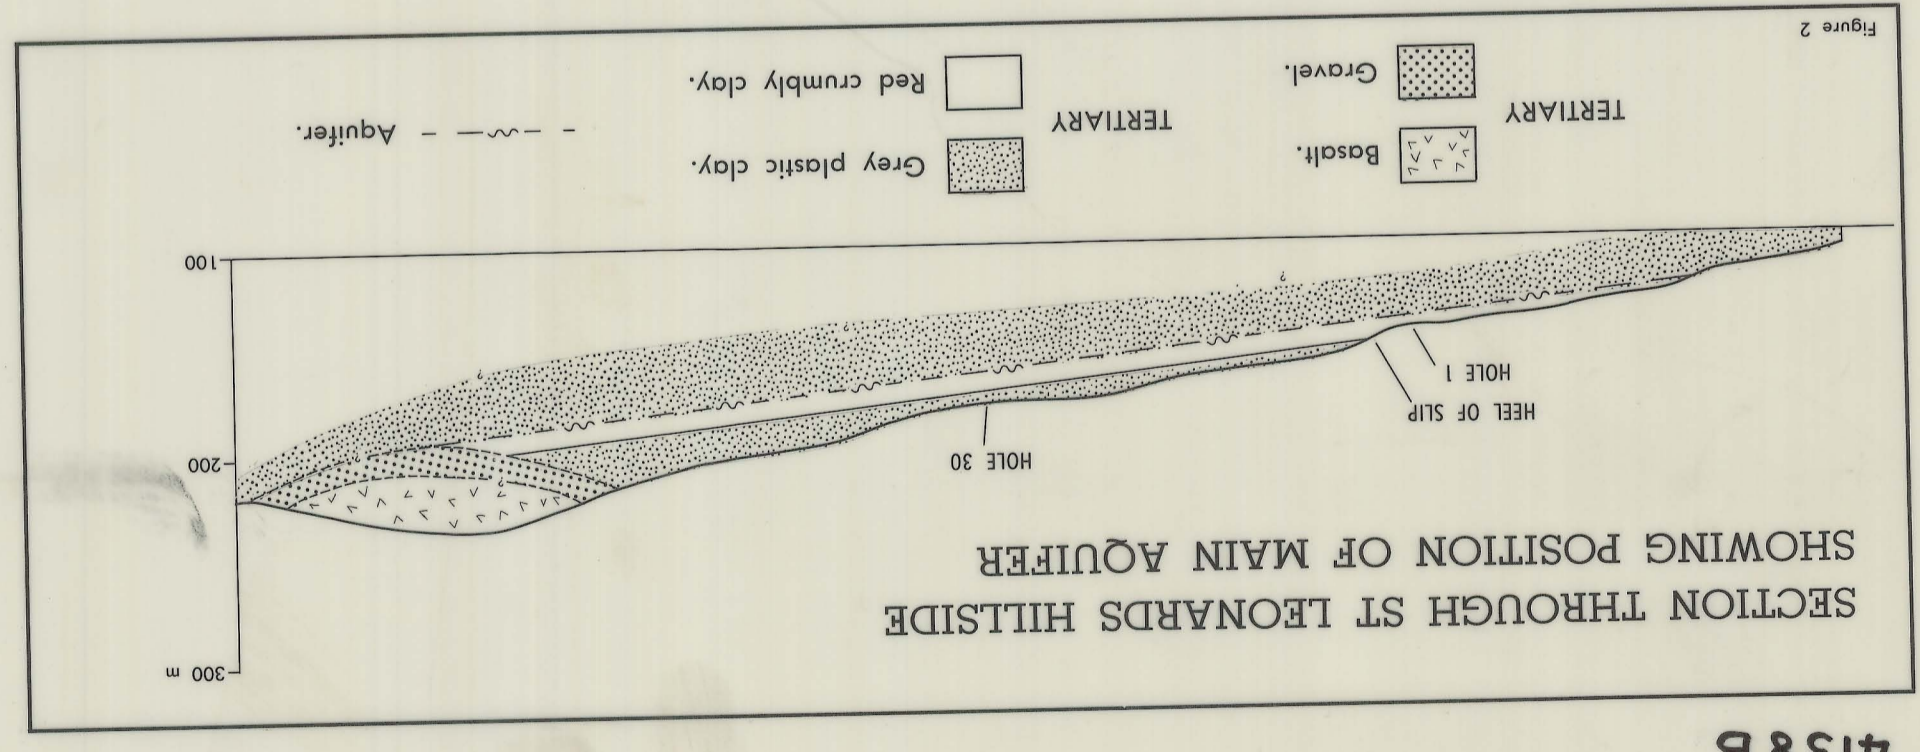 SECTION THROUGH ST LEONARDS HILLSIDE
SHOWING POSITION OF MAIN AQUIFER
300 m
200
100
HOLE 30
HEEL OF SLIP
HOLE 1
?
?
?
?
?
?
TERTIARY
Basalt.
Gravel.
TERTIARY
Grey plastic clay.
Red crumbly clay.
Aquifer.
Figure 2